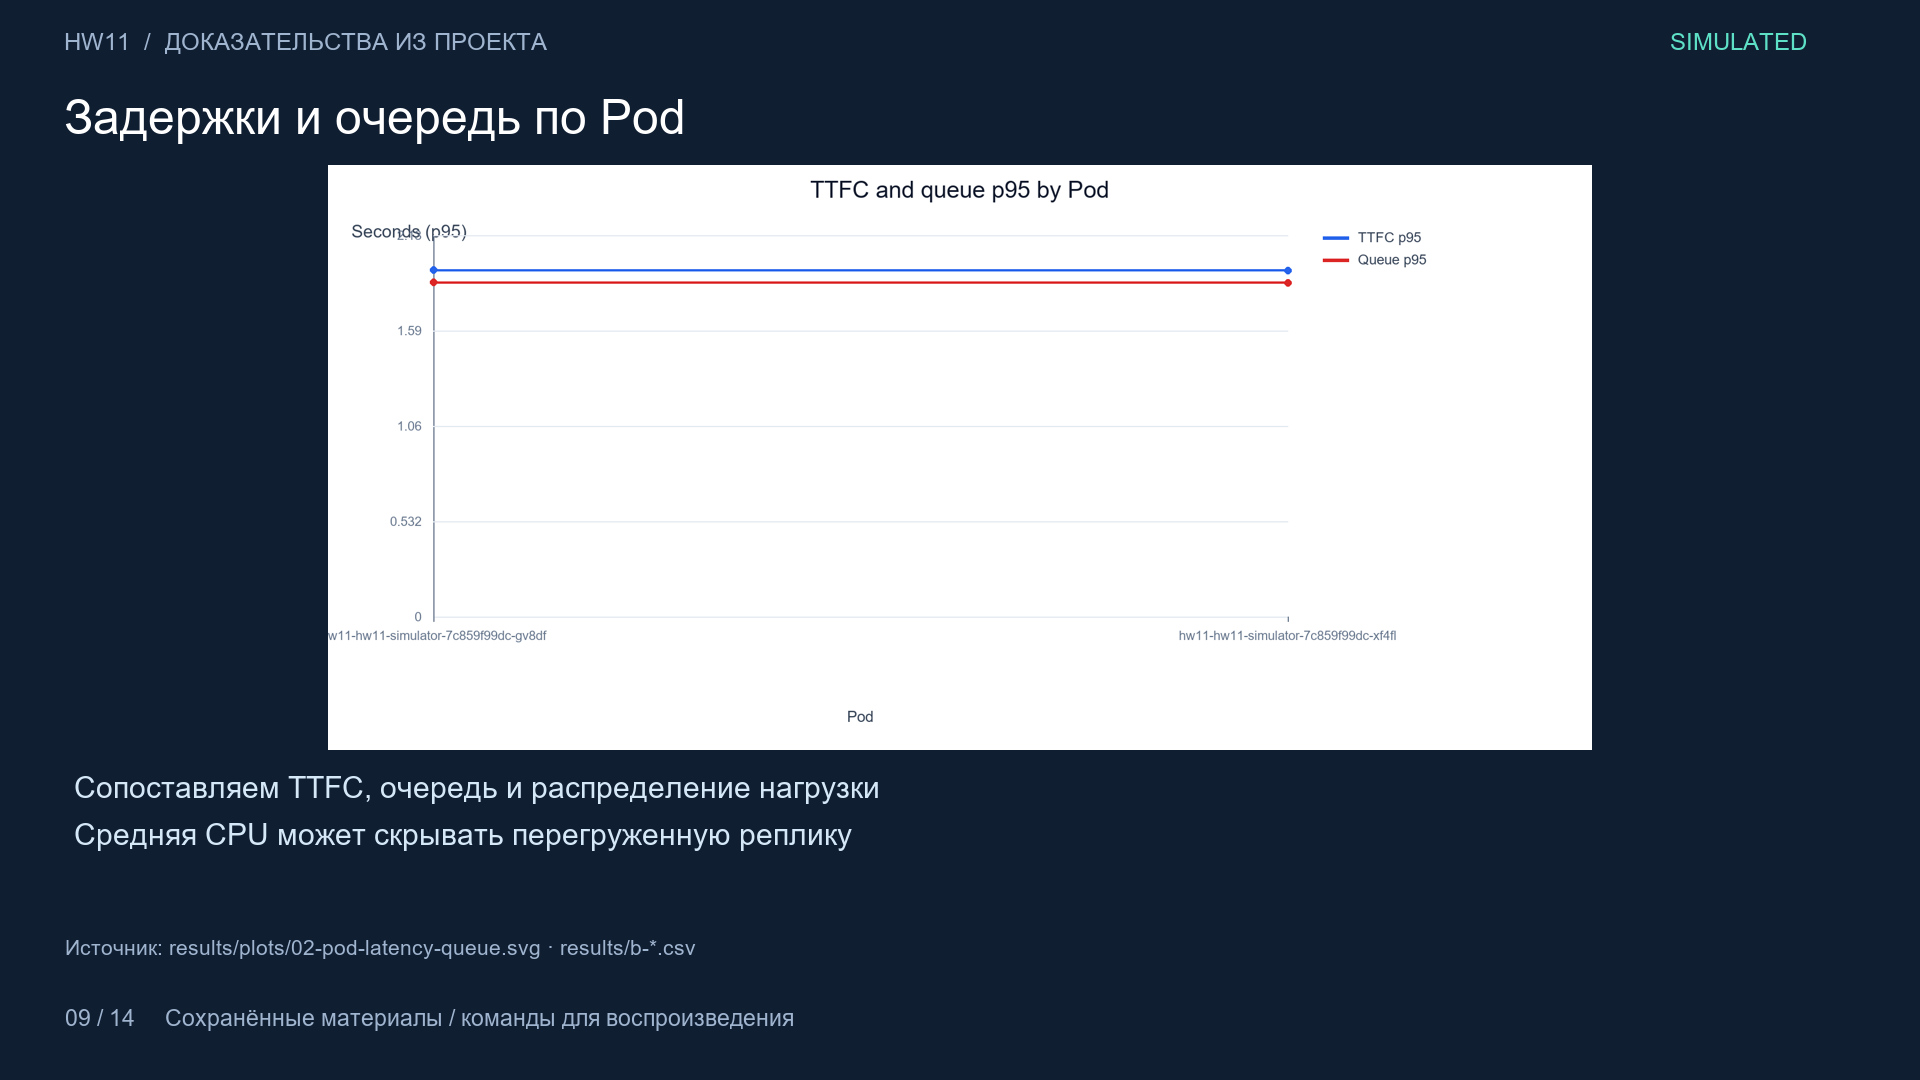 HW11 / ДОКАЗАТЕЛЬСТВА ИЗ ПРОЕКТА
SIMULATED
Задержки и очередь по Pod
TTFC and queue p95 by Pod
Seconds (p95)
2.13
TTFC p95
Queue p95
1.59
1.06
0.532
0
w11-hw11-simulator-7c859f99dc-gv8df
hw11-hw11-simulator-7c859f99dc-xf4fl
Pod
Сопоставляем TTFC, очередь и распределение нагрузки
Средняя CPU может скрывать перегруженную реплику
Источник: results/plots/02-pod-latency-queue.svg · results/b-*.csv
09 / 14 Сохранённые материалы / команды для воспроизведения